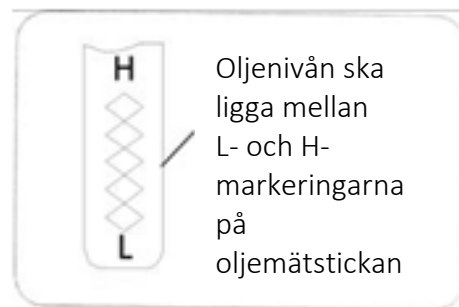 H
L
Oljenivån ska
ligga mellan
L- och H-
markeringarna
på
oljemätstickan